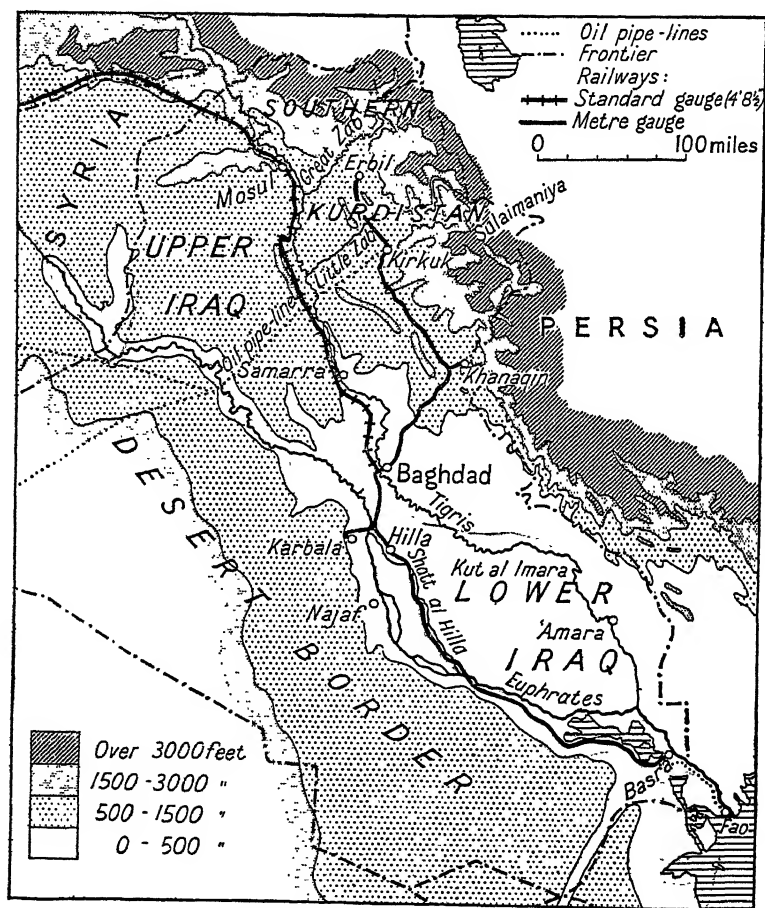 Oil pipe-lines
Frontier
Railways:
Standard gauge (4'8½)
Metre gauge
0 100 miles
SOUTHERN
KURDISTAN
SYRIA
Great Zab
Erbil
Mosul
Sulaimaniya
UPPER
IRAQ
Little Zab
Kirkuk
PERSIA
Oil pipe-line
Samarra
Khanaqin
Baghdad
DESERT
BORDER
Tigris
Karbala
Hilla
Shatt al Hilla
Kut al Imara
LOWER
IRAQ
Najaf
'Amara
Euphrates
Basra
Fao
Over 3000 feet
1500 - 3000 "
500 - 1500 "
0 - 500 "